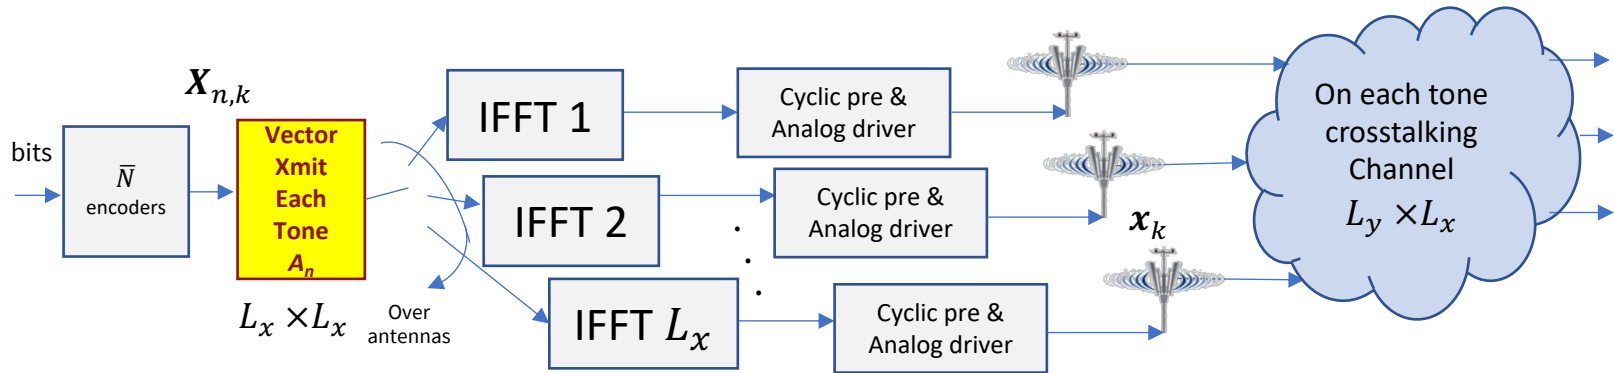 bits
N̅
encoders
X_{n,k}
Vector
Xmit
Each
Tone
A_n
L_x × L_x
Over
antennas
IFFT 1
Cyclic pre &
Analog driver
IFFT 2
Cyclic pre &
Analog driver
IFFT L_x
Cyclic pre &
Analog driver
x_k
On each tone
crosstalking
Channel
L_y × L_x